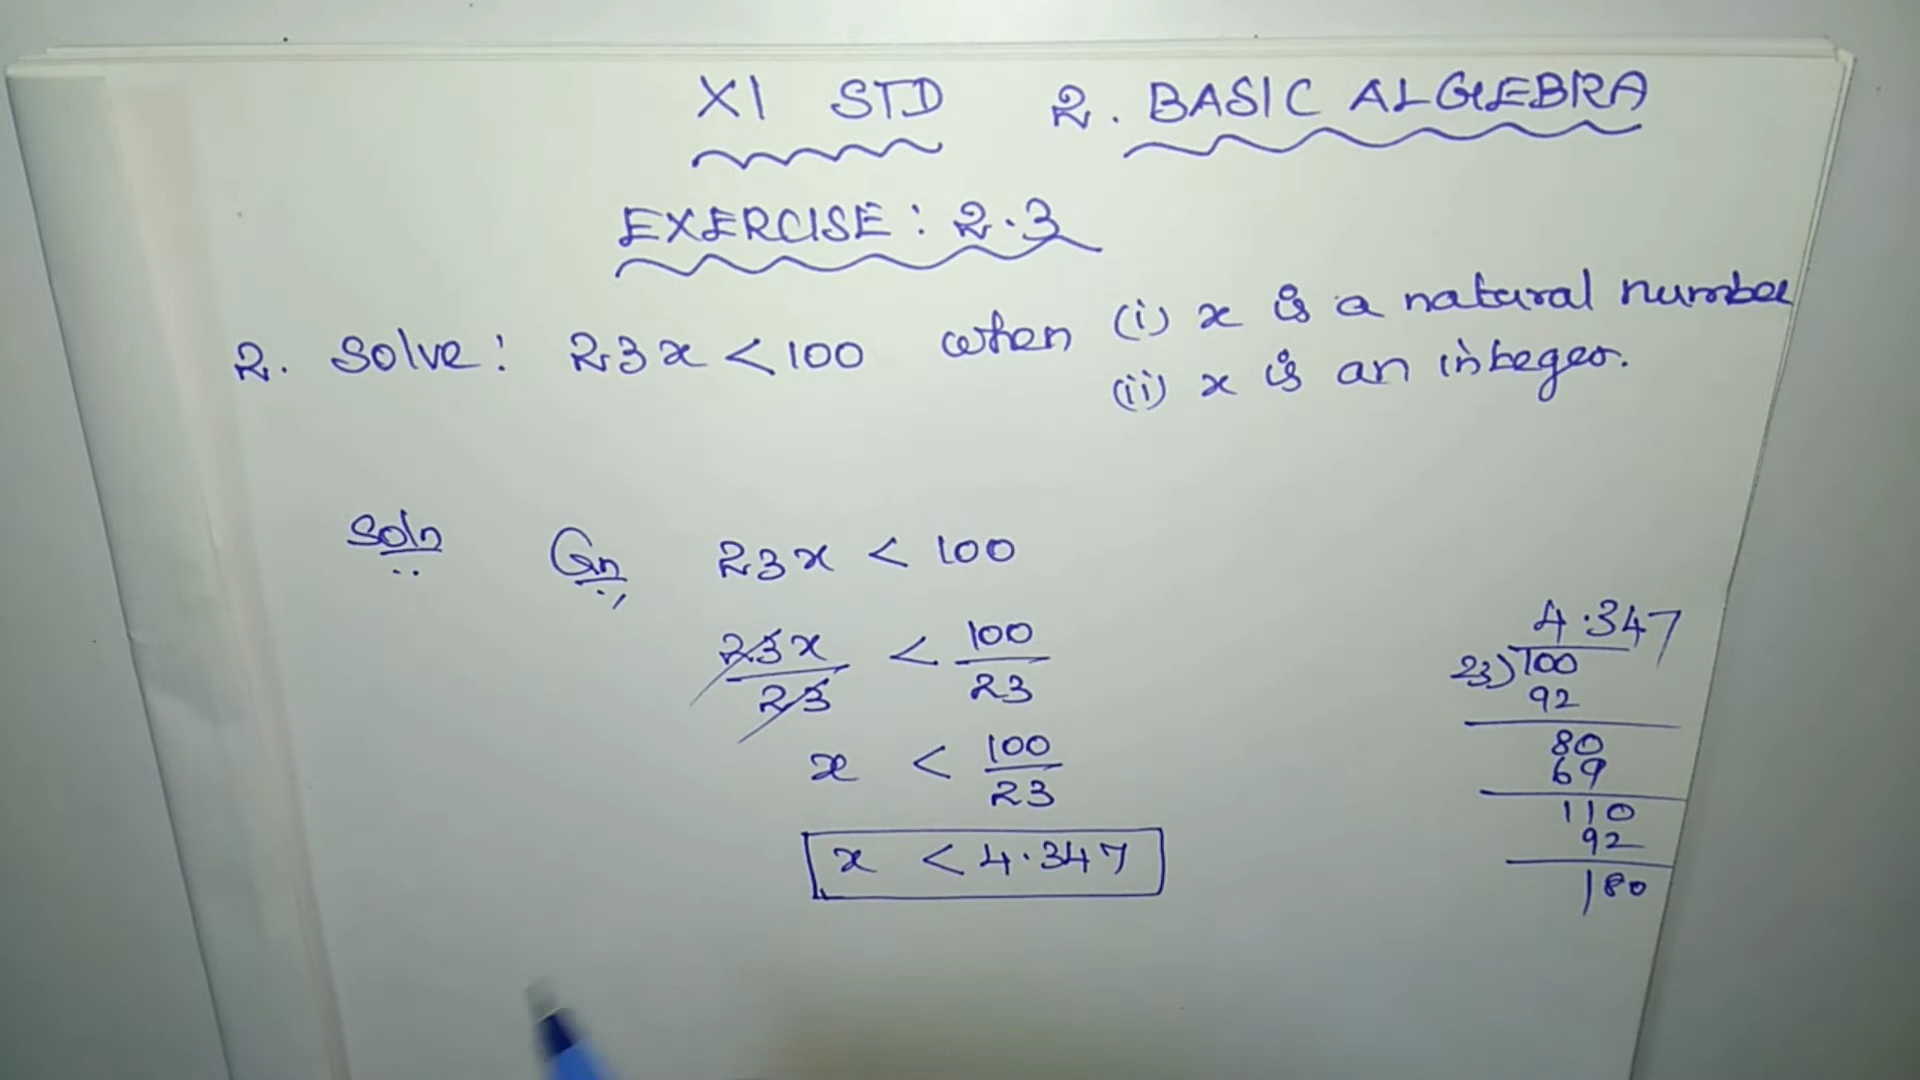 XI STD 2. BASIC ALGEBRA
EXERCISE: 2.3
2. Solve: 23x < 100 when (i) x is a natural number
(ii) x is an integer.
Soln Gn 23x < 100
23x/23 < 100/23
x < 100/23
x < 4.347
4.347
23)100
92
80
69
110
92
180